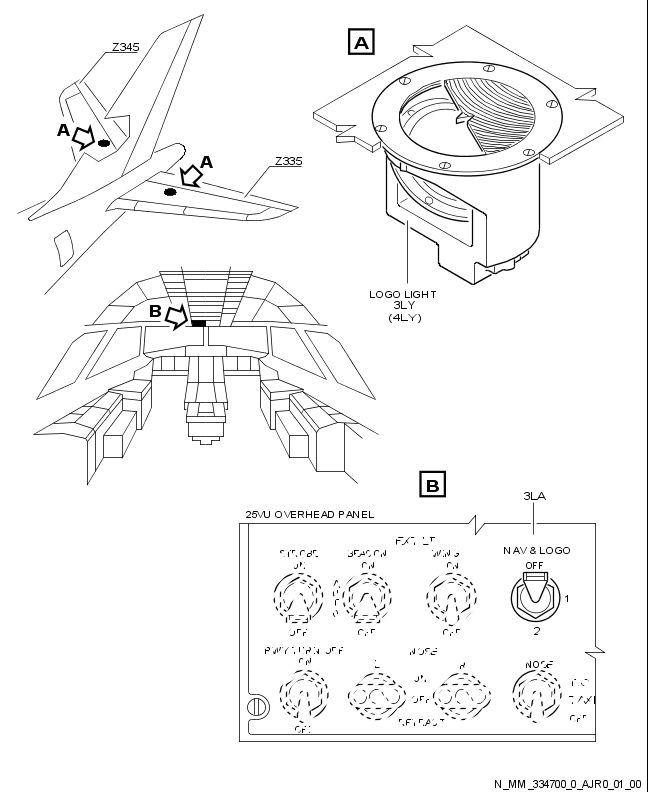 Z345
A
A
A
Z335
LOGO LIGHT
3LY
(4LY)
B
B
3LA
25VU OVERHEAD PANEL
EXT LT
STROBE
BEACON
WING
NAV & LOGO
ON
ON
ON
OFF
1
OFF
OFF
OFF
2
RWY TURN OFF
NOSE
ON
L
R
ON
OFF
T.O
TAXI
OFF
OFF
RETRACT
N_MM_334700_0_AJR0_01_00